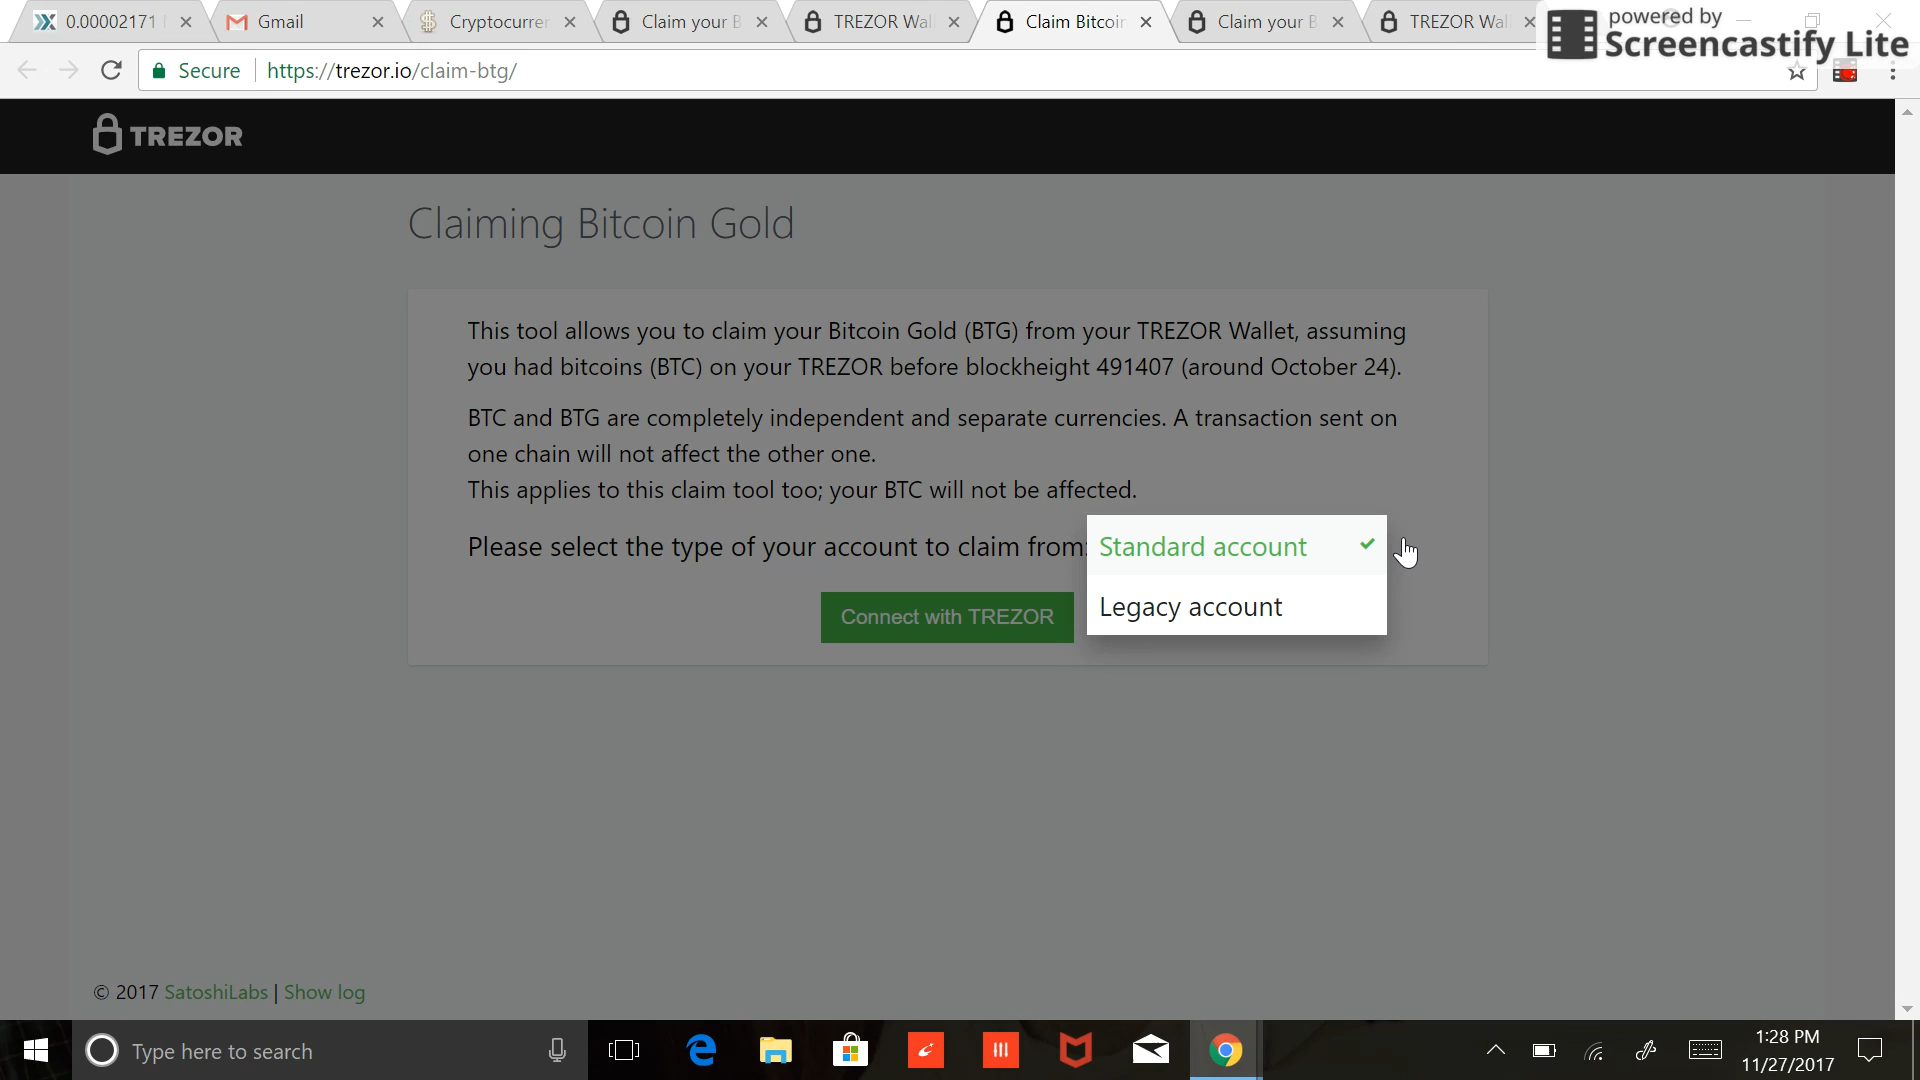 0.00002171
Gmail
Cryptocurren
Claim your B
TREZOR Wal
Claim Bitcoin
Claim your B
TREZOR Wal
powered by
Screencastify Lite
Secure
https://trezor.io/claim-btg/
TREZOR
Claiming Bitcoin Gold
This tool allows you to claim your Bitcoin Gold (BTG) from your TREZOR Wallet, assuming
you had bitcoins (BTC) on your TREZOR before blockheight 491407 (around October 24).
BTC and BTG are completely independent and separate currencies. A transaction sent on
one chain will not affect the other one.
This applies to this claim tool too; your BTC will not be affected.
Please select the type of your account to claim from:
Standard account
Legacy account
Connect with TREZOR
© 2017 SatoshiLabs | Show log
Type here to search
1:28 PM
11/27/2017